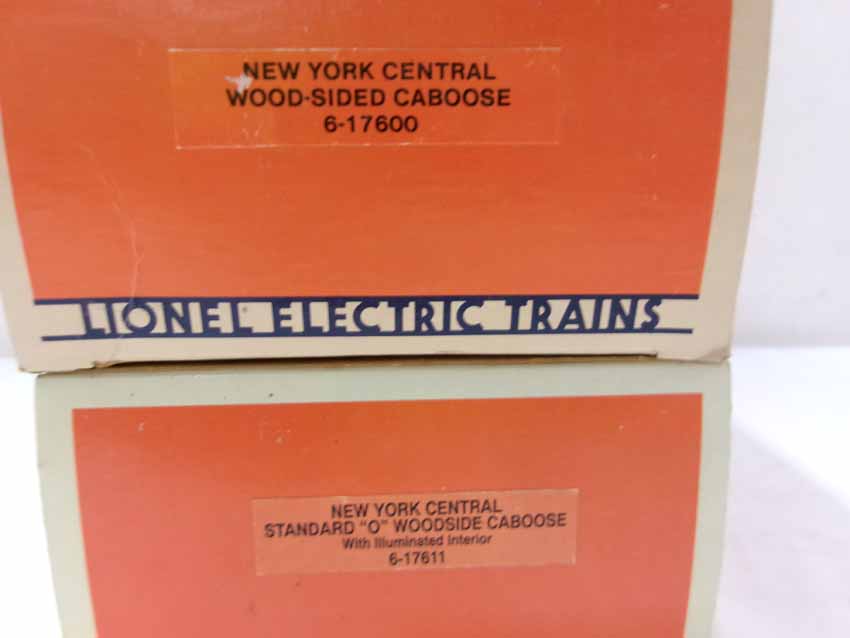 NEW YORK CENTRAL
WOOD-SIDED CABOOSE
6-17600
LIONEL ELECTRIC TRAINS
NEW YORK CENTRAL
STANDARD "O" WOODSIDE CABOOSE
With Illuminated Interior
6-17611